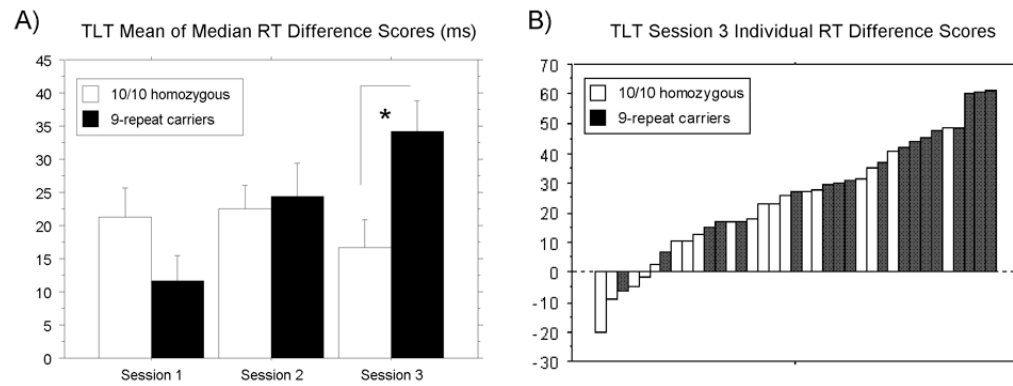 A)
TLT Mean of Median RT Difference Scores (ms)
45
40
35
30
25
20
15
10
5
0
10/10 homozygous
9-repeat carriers
*
Session 1
Session 2
Session 3
B)
TLT Session 3 Individual RT Difference Scores
70
60
50
40
30
20
10
0
-10
-20
-30
10/10 homozygous
9-repeat carriers